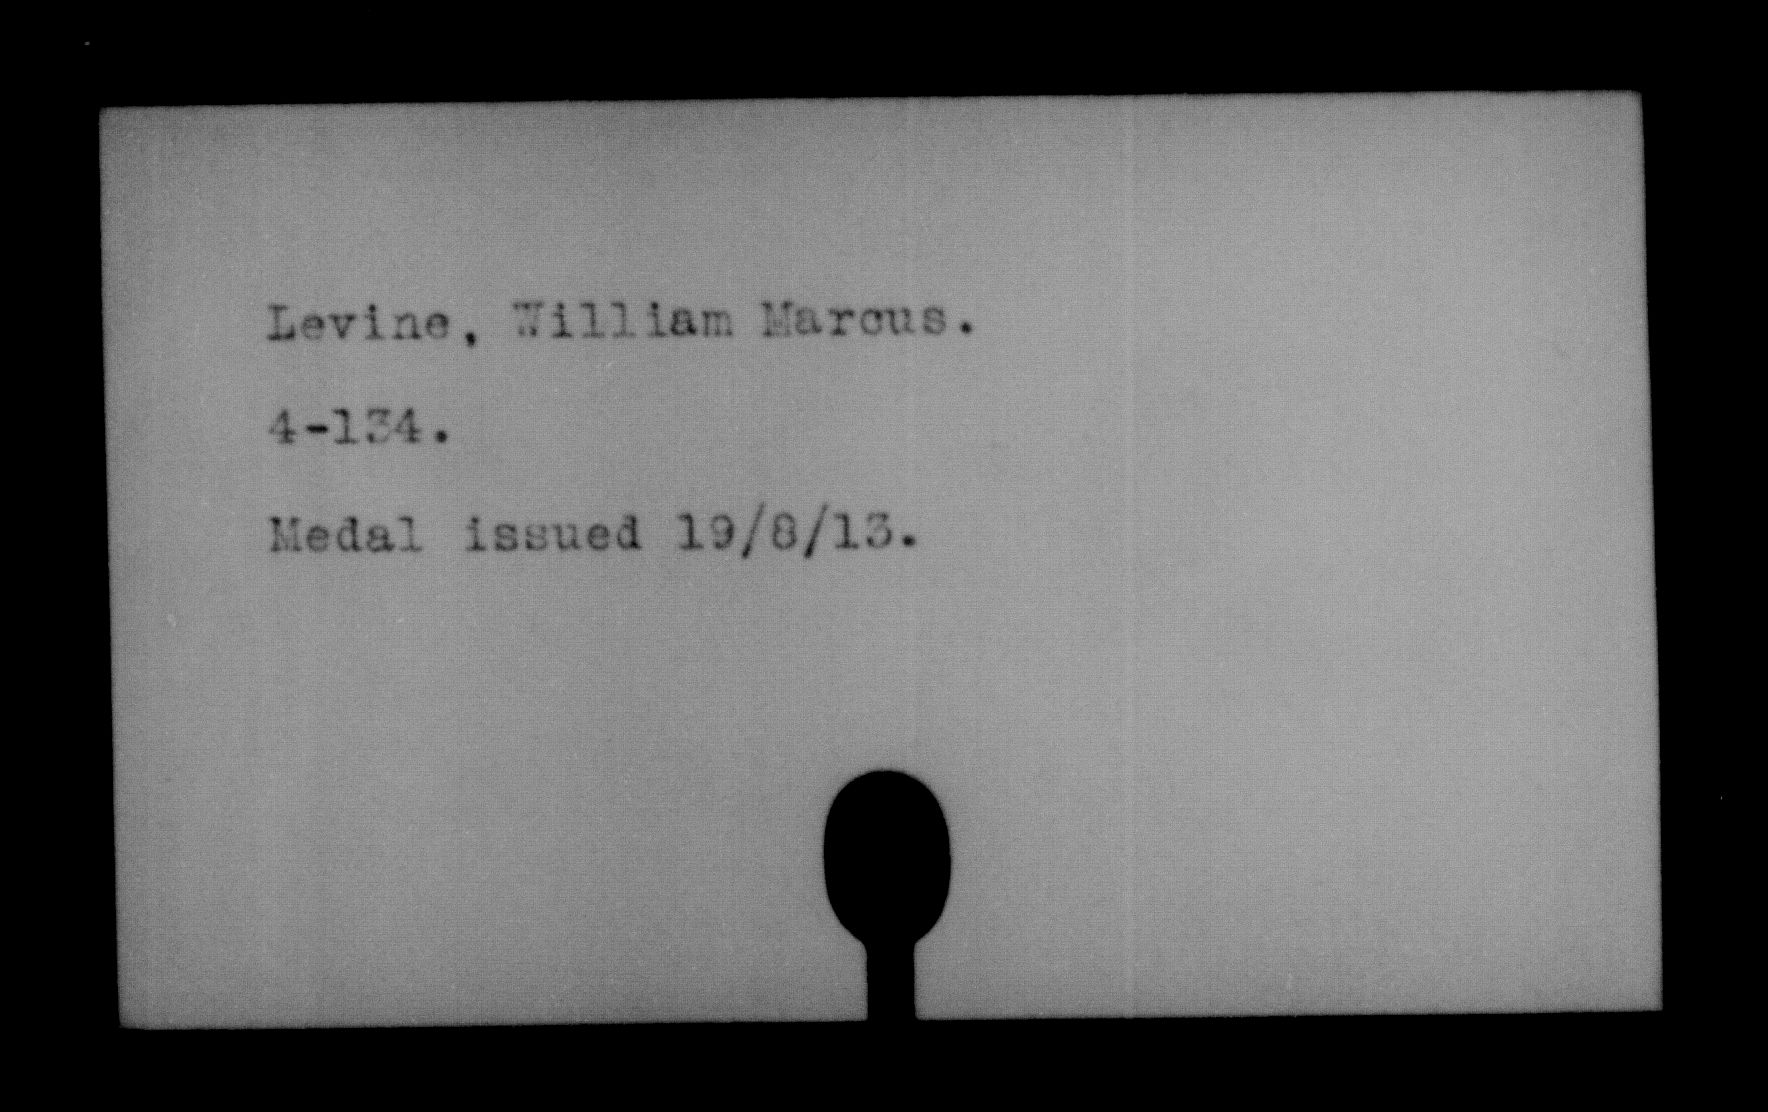 Levine, William Marcus.
4-134.
Medal issued 19/8/13.